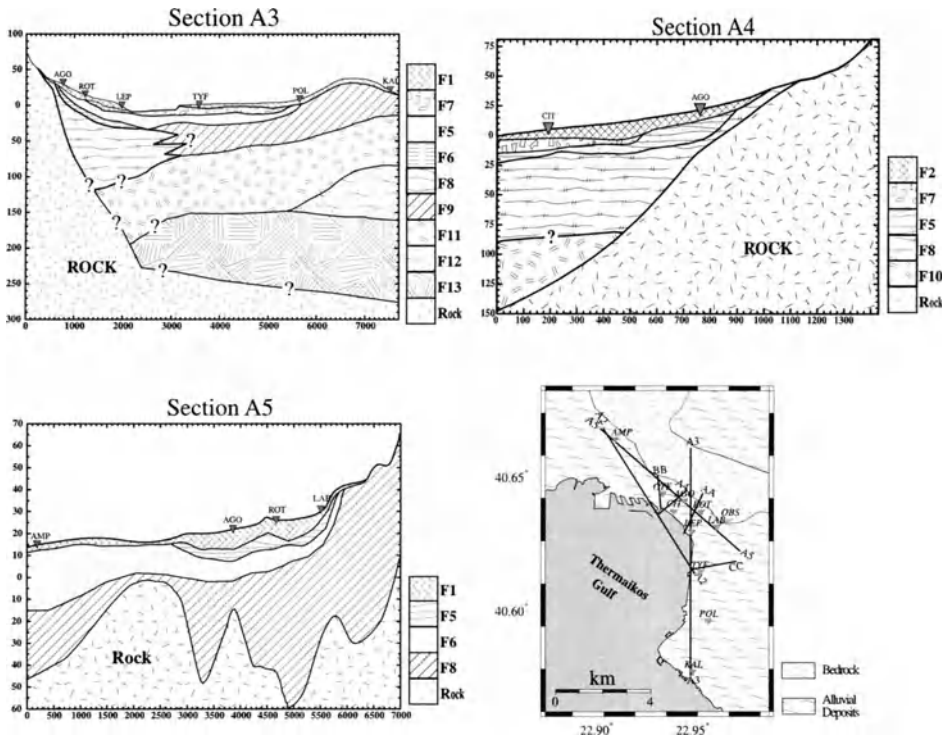 Section A3
100
50
0
50
100
150
200
250
300
0 1000 2000 3000 4000 5000 6000 7000
AGO
ROT
LEP
TYF
POL
KAL
?
?
?
?
?
?
?
ROCK
F1
F7
F5
F6
F8
F9
F11
F12
F13
Rock
Section A4
75
50
25
0
25
50
75
100
125
150
0 100 200 300 400 500 600 700 800 900 1000 1100 1200 1300
CIT
AGO
?
ROCK
F2
F7
F5
F8
F10
Rock
Section A5
70
60
50
40
30
20
10
0
10
20
30
40
50
60
0 500 1000 1500 2000 2500 3000 3500 4000 4500 5000 5500 6000 6500 7000
AMP
AGO
ROT
LAB
Rock
F1
F5
F6
F8
Rock
40.65°
40.60°
22.90° 22.95°
AMP
A3
BB
OBS
LAB
A5
CC
TYF
POL
KAL
A3
Thermaikos
Gulf
km
0 4
Bedrock
Alluvial
Deposits